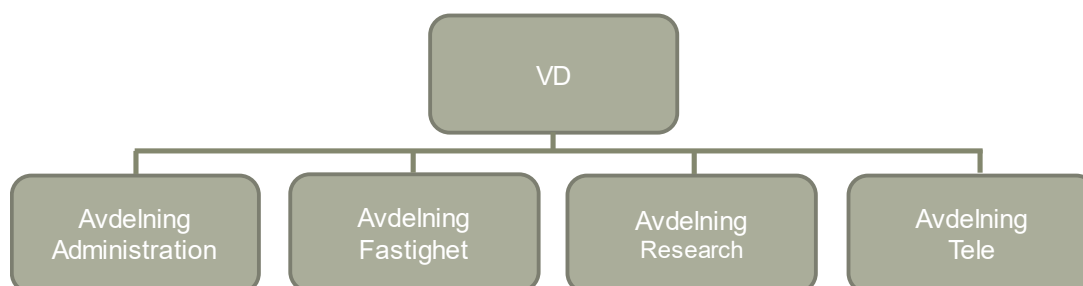 VD
Avdelning
Administration
Avdelning
Fastighet
Avdelning
Research
Avdelning
Tele